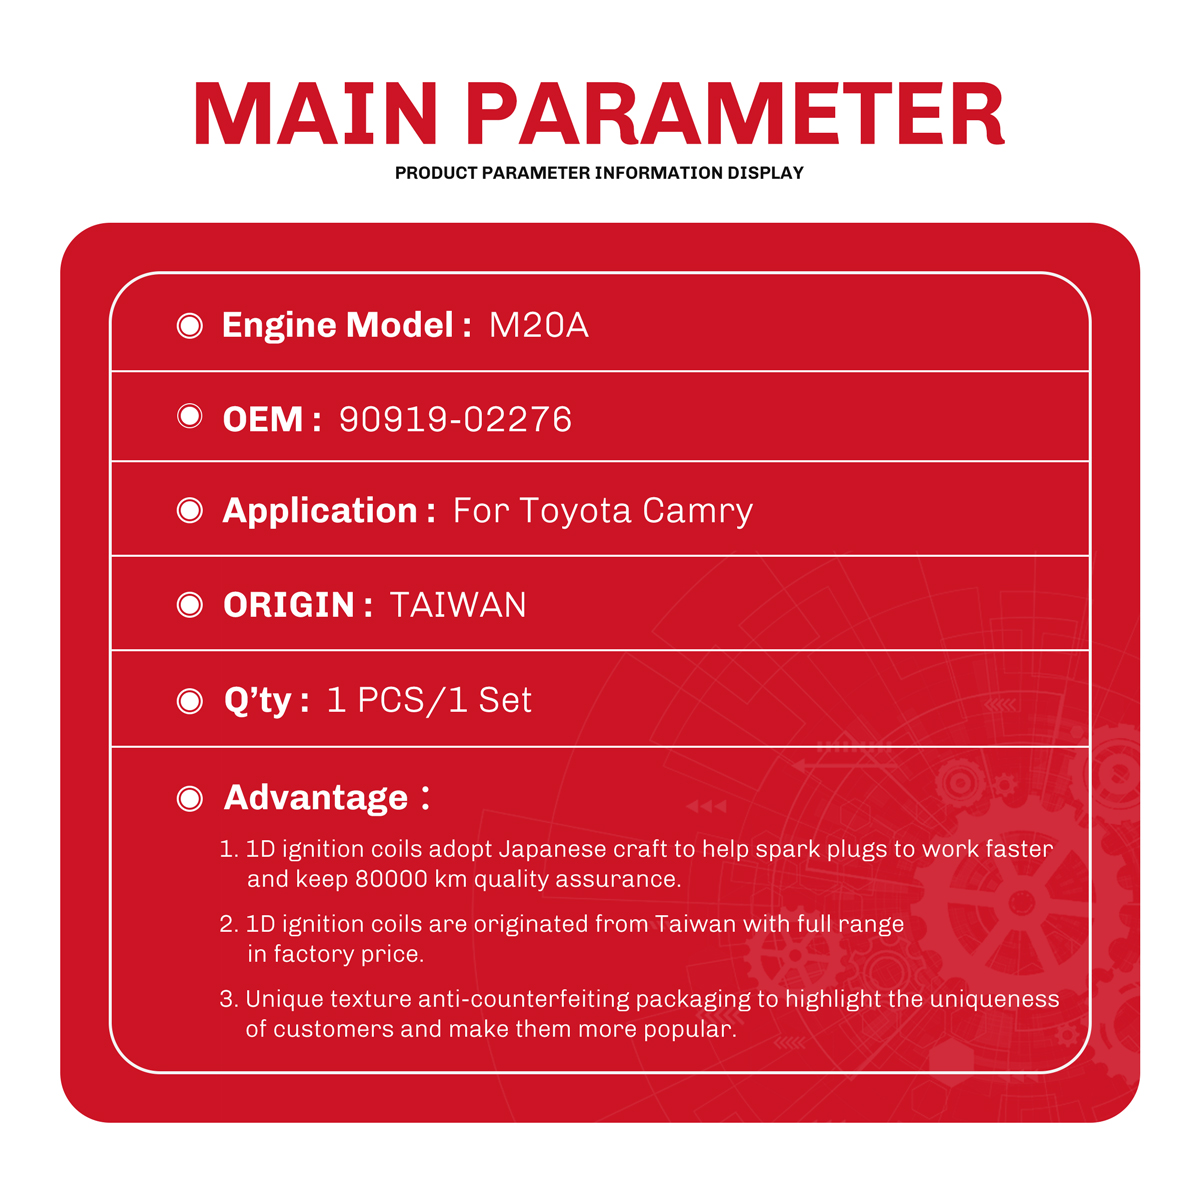 MAIN PARAMETER
PRODUCT PARAMETER INFORMATION DISPLAY
Engine Model : M20A
OEM : 90919-02276
Application : For Toyota Camry
ORIGIN : TAIWAN
Q’ty : 1 PCS/1 Set
Advantage :
1. 1D ignition coils adopt Japanese craft to help spark plugs to work faster
and keep 80000 km quality assurance.
2. 1D ignition coils are originated from Taiwan with full range
in factory price.
3. Unique texture anti-counterfeiting packaging to highlight the uniqueness
of customers and make them more popular.